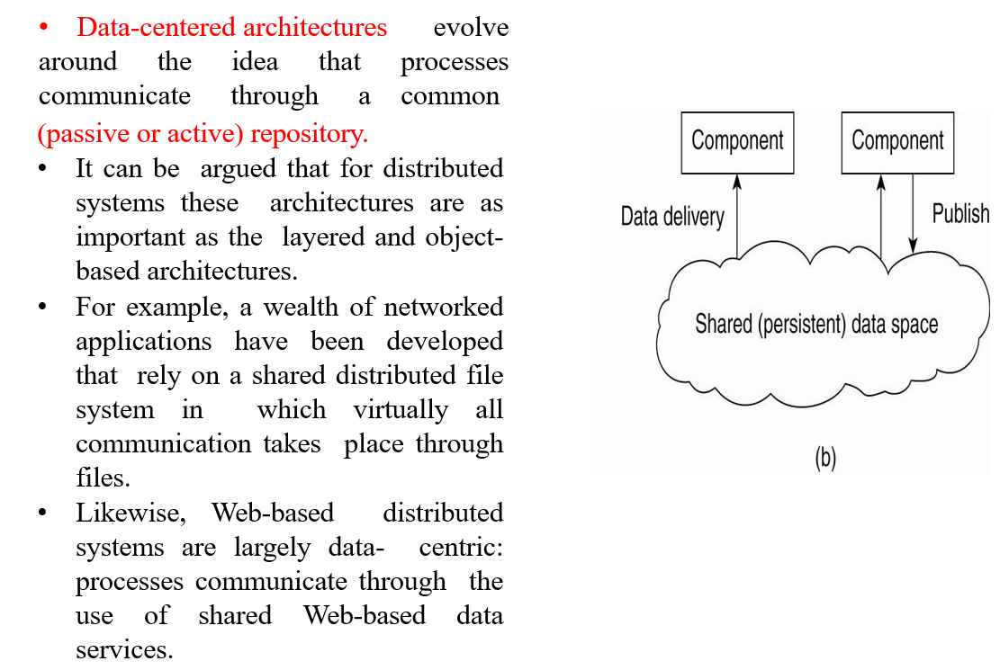 • Data-centered architectures evolve
around the idea that processes
communicate through a common
(passive or active) repository.
• It can be argued that for distributed
systems these architectures are as
important as the layered and object-
based architectures.
• For example, a wealth of networked
applications have been developed
that rely on a shared distributed file
system in which virtually all
communication takes place through
files.
• Likewise, Web-based distributed
systems are largely data- centric:
processes communicate through the
use of shared Web-based data
services.
Component
Component
Data delivery
Publish
Shared (persistent) data space
(b)